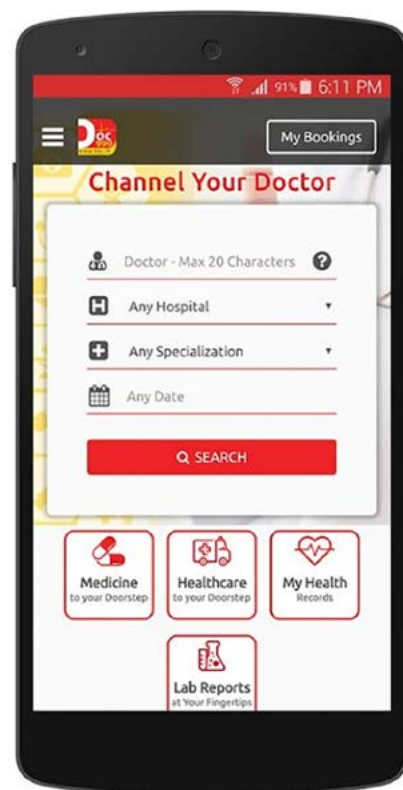 91% 6:11 PM
Doc
My Bookings
Channel Your Doctor
Doctor - Max 20 Characters
Any Hospital
Any Specialization
Any Date
SEARCH
Medicine
to your Doorstep
Healthcare
to your Doorstep
My Health
Records
Lab Reports
at Your Fingertips